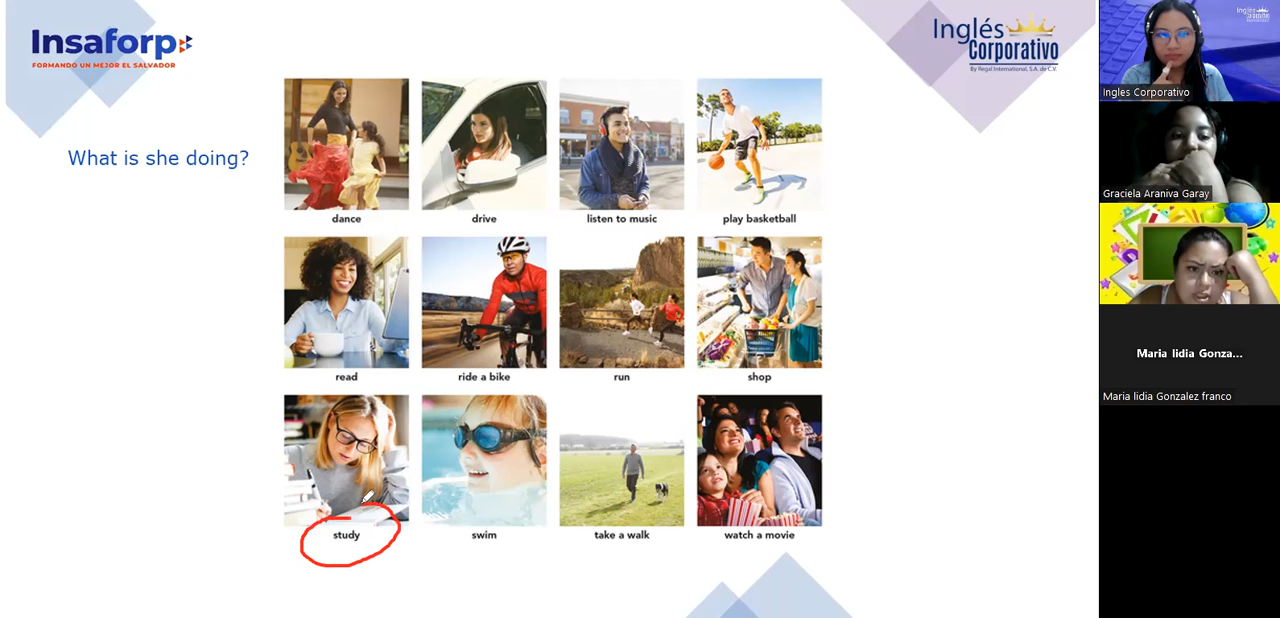 Insaforp
FORMANDO UN MEJOR EL SALVADOR
Inglés
Corporativo
By Regal International, S.A. de C.V.
What is she doing?
dance
drive
listen to music
play basketball
read
ride a bike
run
shop
study
swim
take a walk
watch a movie
Ingles Corporativo
Graciela Araniva Garay
Maria lidia Gonza...
Maria lidia Gonzalez franco